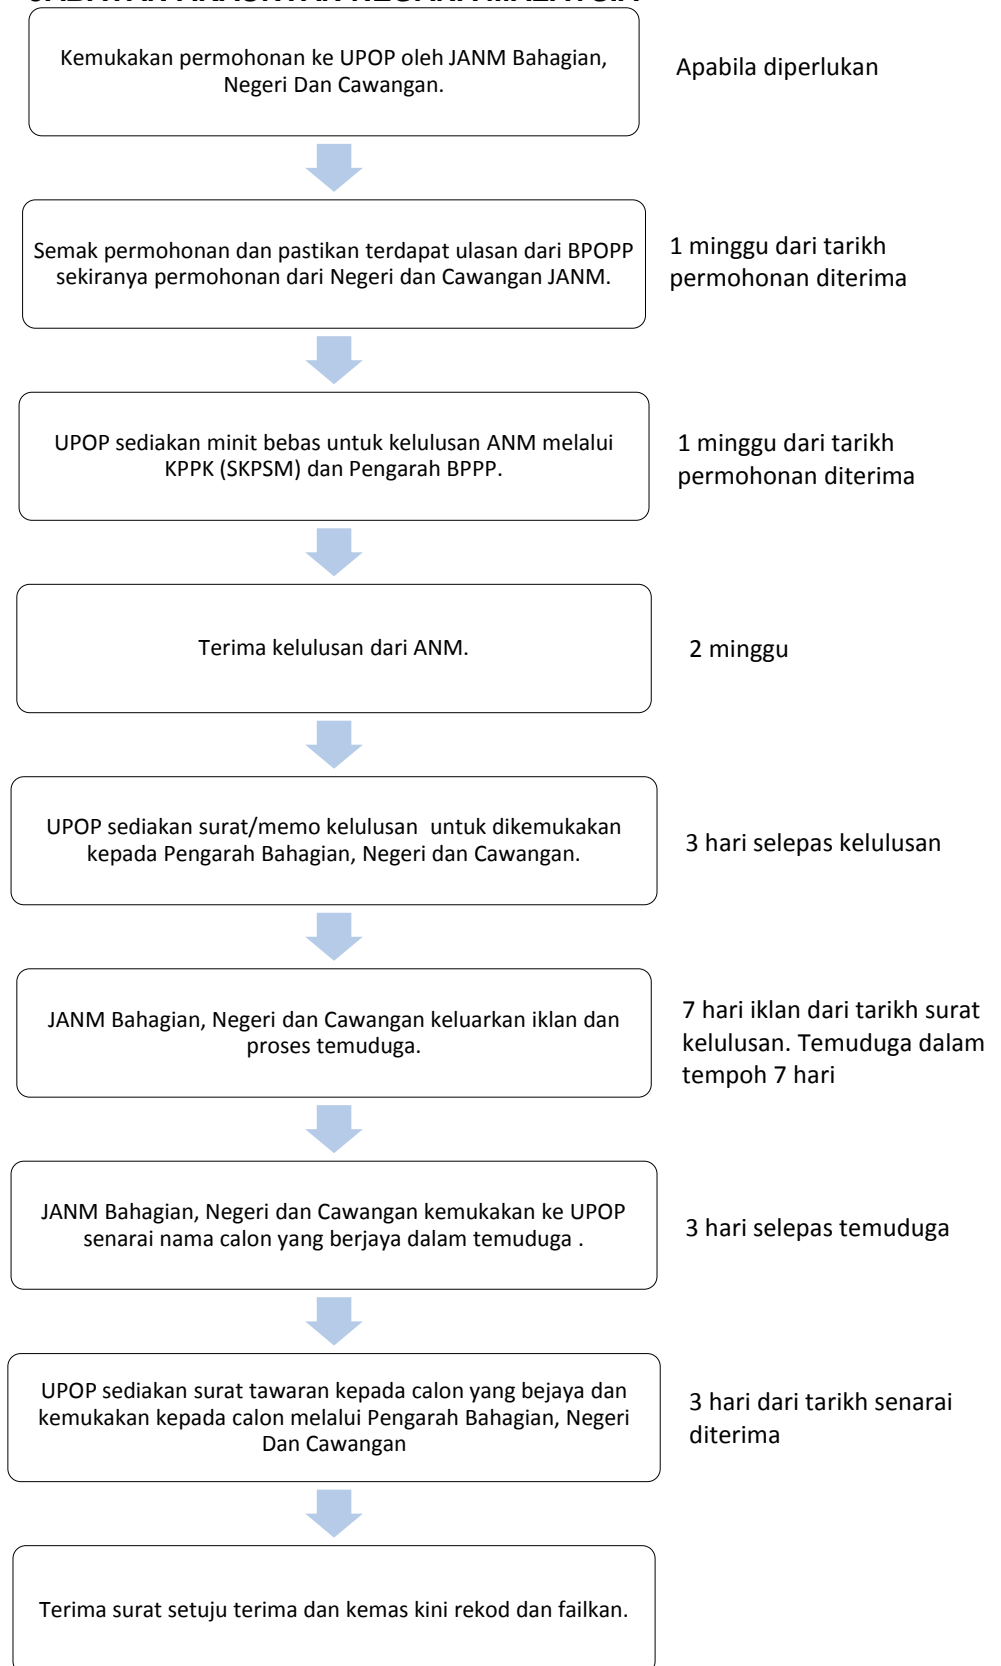 JABATAN AKAUNTAN NEGARA MALAYSIA
Kemukakan permohonan ke UPOP oleh JANM Bahagian,
Negeri Dan Cawangan.
Apabila diperlukan
Semak permohonan dan pastikan terdapat ulasan dari BPOPP
sekiranya permohonan dari Negeri dan Cawangan JANM.
1 minggu dari tarikh
permohonan diterima
UPOP sediakan minit bebas untuk kelulusan ANM melalui
KPPK (SKPSM) dan Pengarah BPPP.
1 minggu dari tarikh
permohonan diterima
Terima kelulusan dari ANM.
2 minggu
UPOP sediakan surat/memo kelulusan  untuk dikemukakan
kepada Pengarah Bahagian, Negeri dan Cawangan.
3 hari selepas kelulusan
JANM Bahagian, Negeri dan Cawangan keluarkan iklan dan
proses temuduga.
7 hari iklan dari tarikh surat
kelulusan. Temuduga dalam
tempoh 7 hari
JANM Bahagian, Negeri dan Cawangan kemukakan ke UPOP
senarai nama calon yang berjaya dalam temuduga .
3 hari selepas temuduga
UPOP sediakan surat tawaran kepada calon yang bejaya dan
kemukakan kepada calon melalui Pengarah Bahagian, Negeri
Dan Cawangan
3 hari dari tarikh senarai
diterima
Terima surat setuju terima dan kemas kini rekod dan failkan.